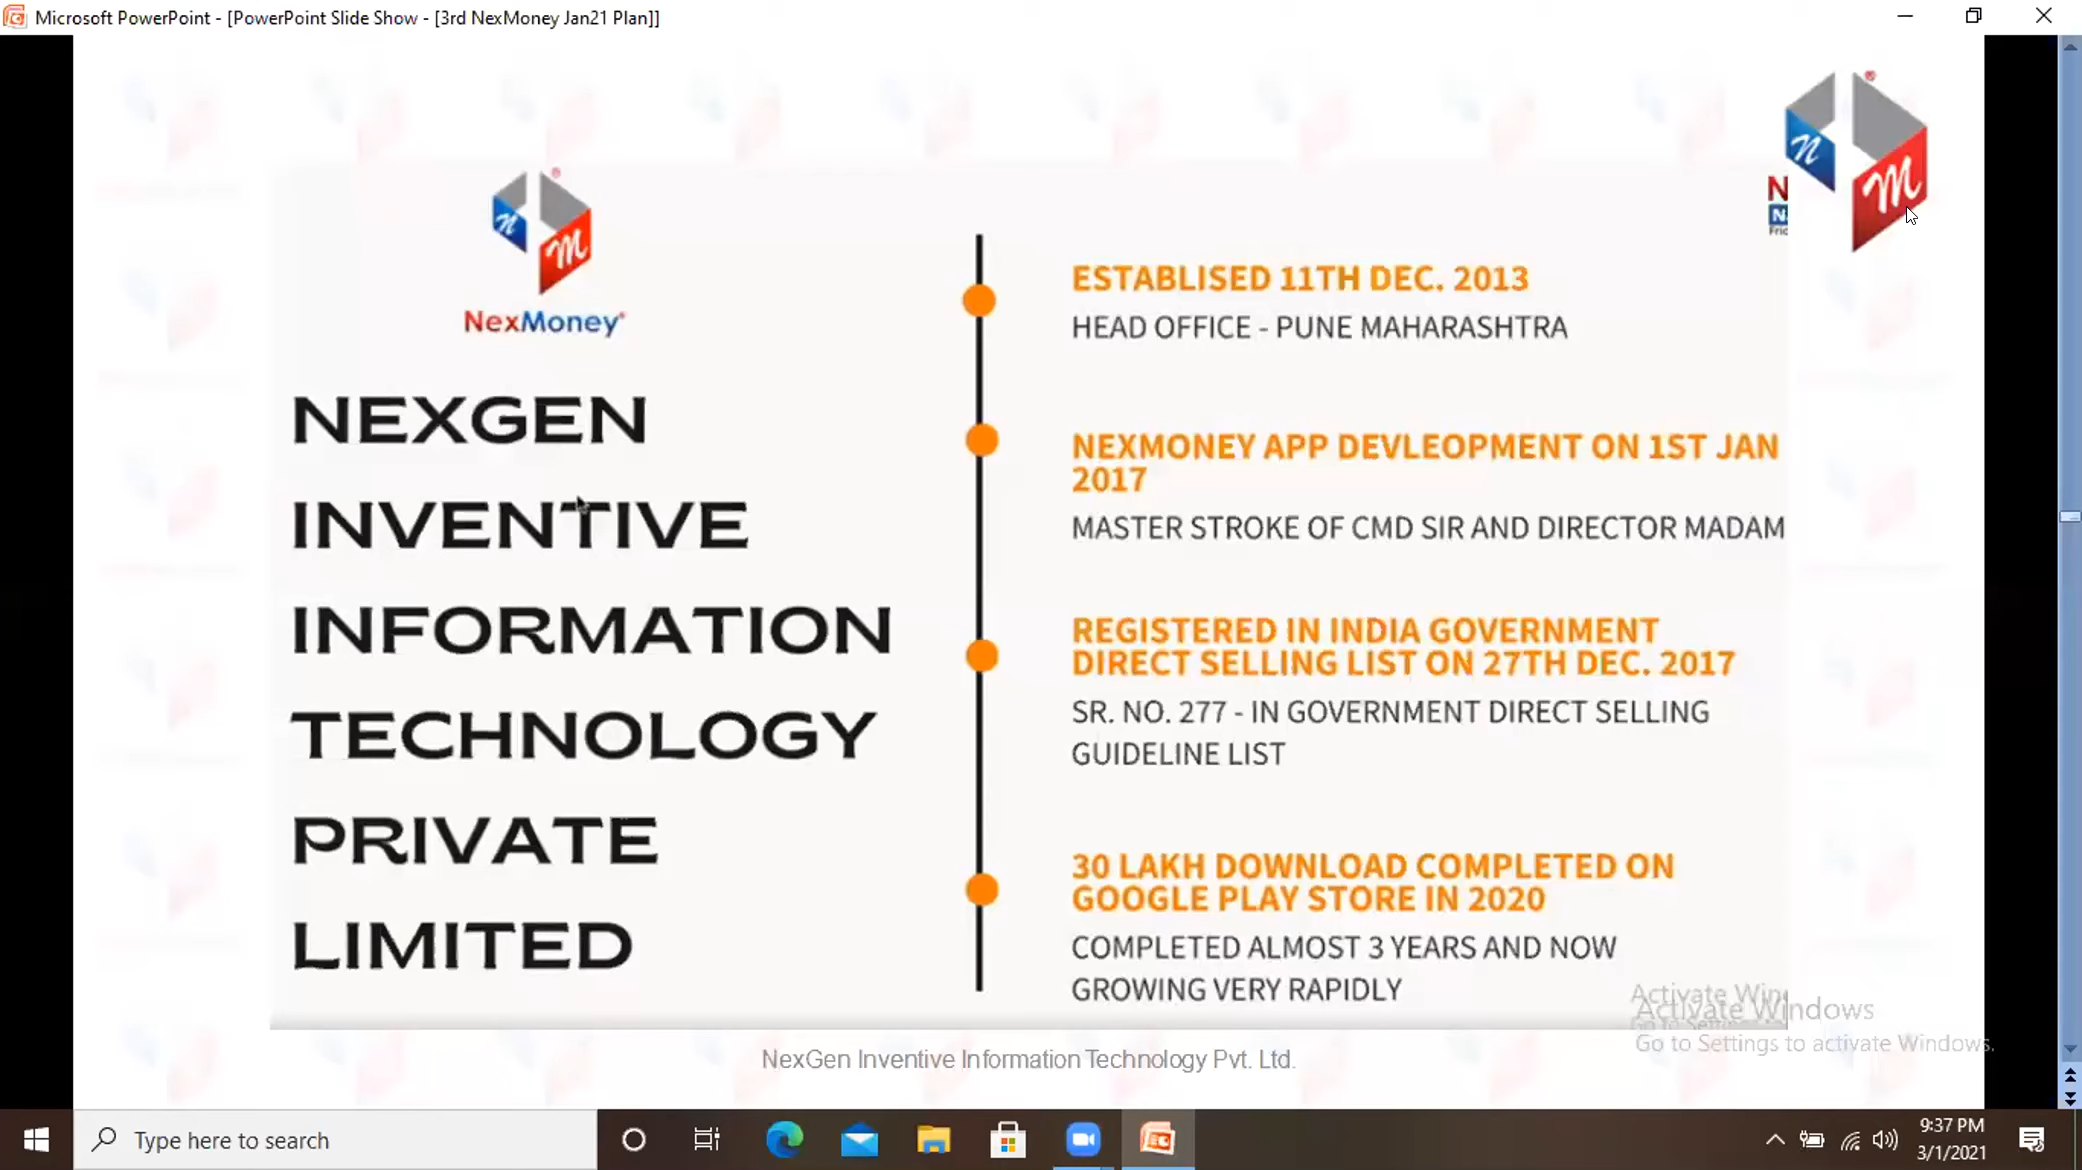 Microsoft PowerPoint - [PowerPoint Slide Show - [3rd NexMoney Jan21 Plan]]
NexMoney
NEXGEN
INVENTIVE
INFORMATION
TECHNOLOGY
PRIVATE
LIMITED
ESTABLISED 11TH DEC. 2013
HEAD OFFICE - PUNE MAHARASHTRA
NEXMONEY APP DEVLEOPMENT ON 1ST JAN
2017
MASTER STROKE OF CMD SIR AND DIRECTOR MADAM
REGISTERED IN INDIA GOVERNMENT
DIRECT SELLING LIST ON 27TH DEC. 2017
SR. NO. 277 - IN GOVERNMENT DIRECT SELLING
GUIDELINE LIST
30 LAKH DOWNLOAD COMPLETED ON
GOOGLE PLAY STORE IN 2020
COMPLETED ALMOST 3 YEARS AND NOW
GROWING VERY RAPIDLY
Activate Windows
Go to Settings to activate Windows.
NexGen Inventive Information Technology Pvt. Ltd.
Type here to search
9:37 PM
3/1/2021